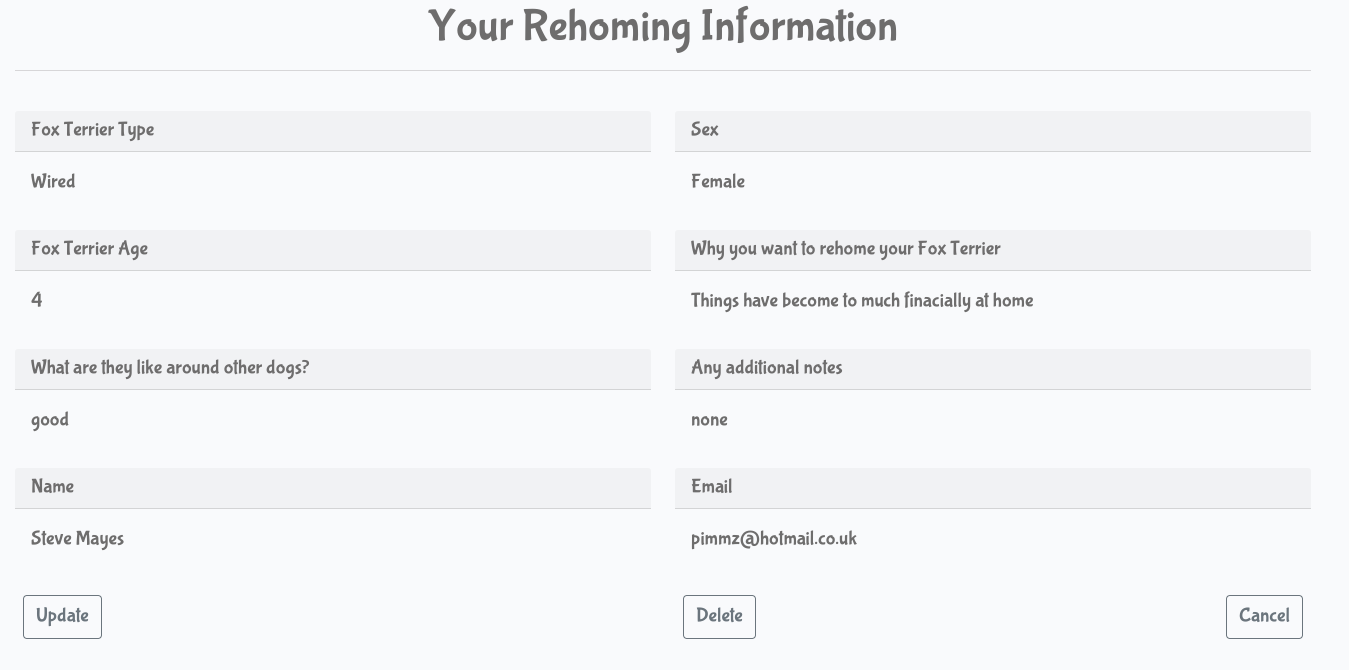 Your Rehoming Information
Fox Terrier Type
Sex
Wired
Female
Fox Terrier Age
Why you want to rehome your Fox Terrier
4
Things have become to much finacially at home
What are they like around other dogs?
Any additional notes
good
none
Name
Email
Steve Mayes
pimmz@hotmail.co.uk
Update
Delete
Cancel